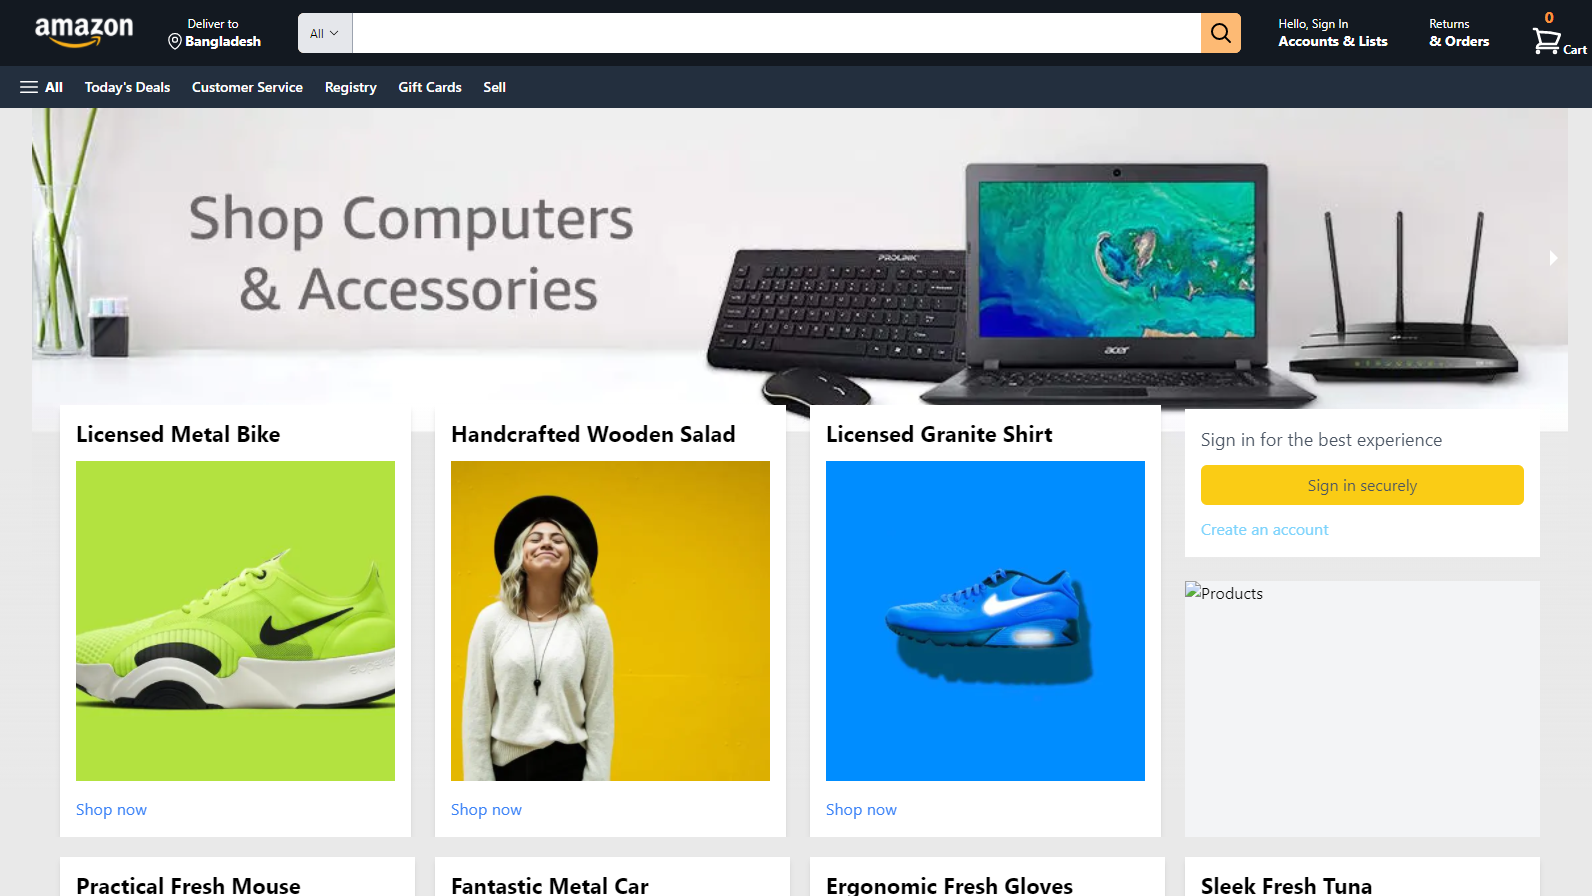 amazon
Deliver to
Bangladesh
All
Hello, Sign In
Accounts & Lists
Returns
& Orders
0
Cart
All
Today's Deals
Customer Service
Registry
Gift Cards
Sell
Shop Computers
& Accessories
PROLINK
acer
Licensed Metal Bike
Handcrafted Wooden Salad
Licensed Granite Shirt
Sign in for the best experience
Sign in securely
Create an account
Products
Shop now
Shop now
Shop now
Practical Fresh Mouse
Fantastic Metal Car
Ergonomic Fresh Gloves
Sleek Fresh Tuna